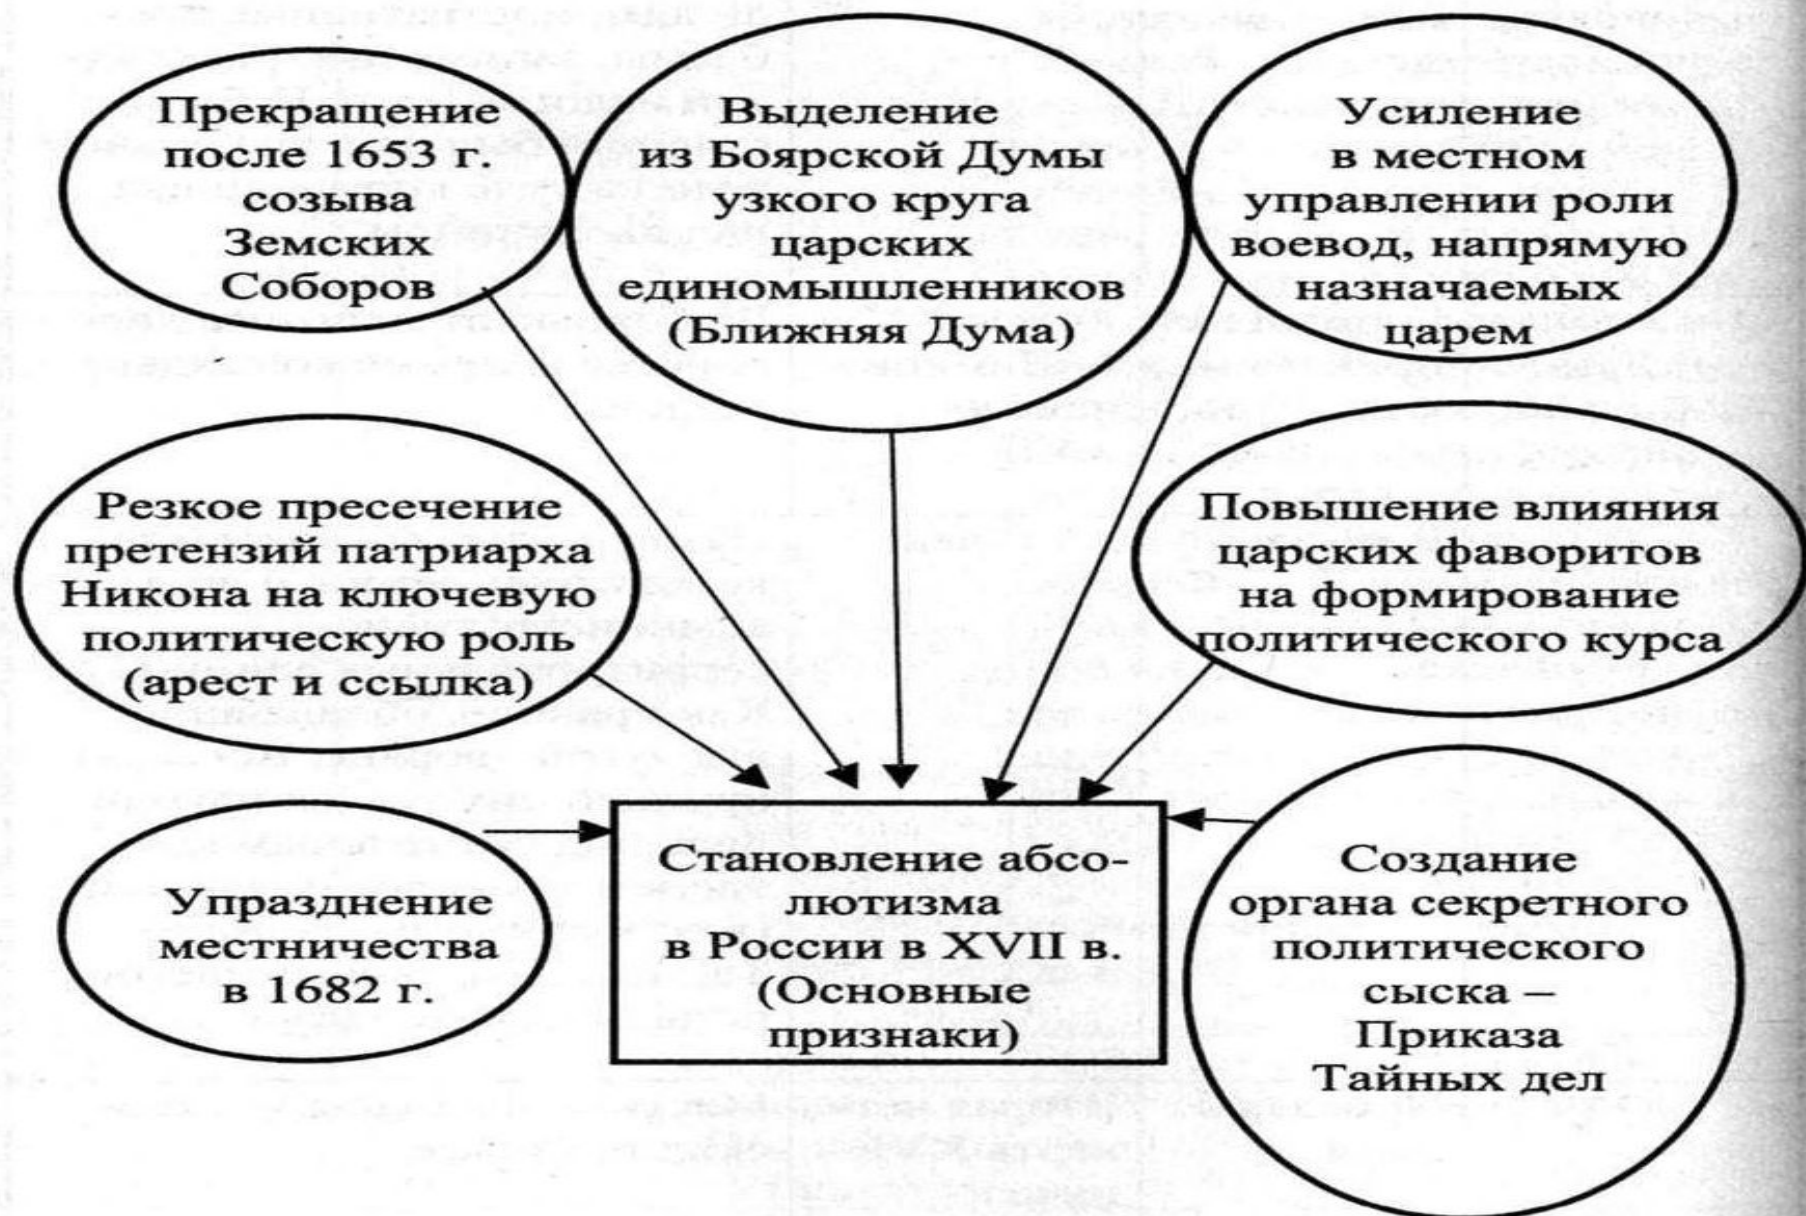 Прекращение
после 1653 г.
созыва
Земских
Соборов
Выделение
из Боярской Думы
узкого круга
царских
единомышленников
(Ближняя Дума)
Усиление
в местном
управлении роли
воевод, напрямую
назначаемых
царем
Резкое пресечение
претензий патриарха
Никона на ключевую
политическую роль
(арест и ссылка)
Повышение влияния
царских фаворитов
на формирование
политического курса
Упразднение
местничества
в 1682 г.
Становление абсо-
лютизма
в России в XVII в.
(Основные
признаки)
Создание
органа секретного
политического
сыска –
Приказа
Тайных дел